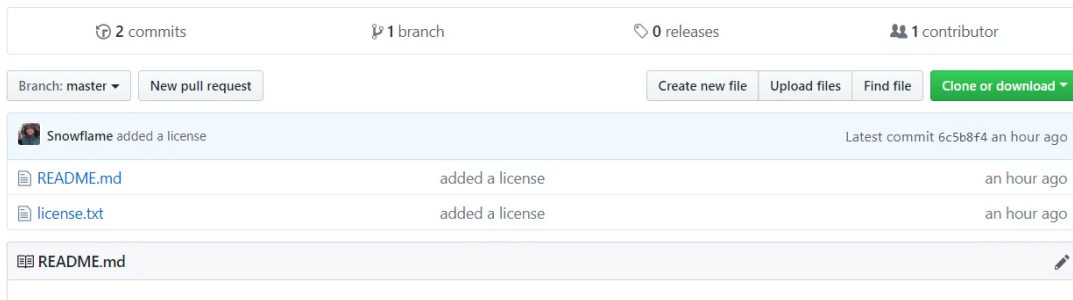 2 commits 1 branch 0 releases 1 contributor
Branch: master New pull request Create new file Upload files Find file Clone or download
Snowflame added a license Latest commit 6c5b8f4 an hour ago
README.md added a license an hour ago
license.txt added a license an hour ago
README.md